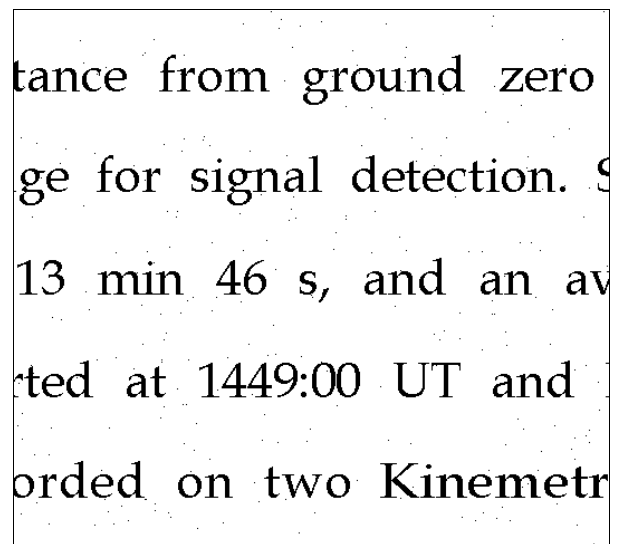 tance from ground zero
ge for signal detection.
13 min 46 s, and an av
rted at 1449:00 UT and
orded on two Kinemetr